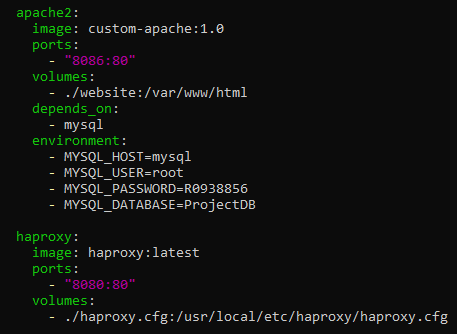 apache2:
  image: custom-apache:1.0
  ports:
    - "8086:80"
  volumes:
    - ./website:/var/www/html
  depends_on:
    - mysql
  environment:
    - MYSQL_HOST=mysql
    - MYSQL_USER=root
    - MYSQL_PASSWORD=R0938856
    - MYSQL_DATABASE=ProjectDB

haproxy:
  image: haproxy:latest
  ports:
    - "8080:80"
  volumes:
    - ./haproxy.cfg:/usr/local/etc/haproxy/haproxy.cfg